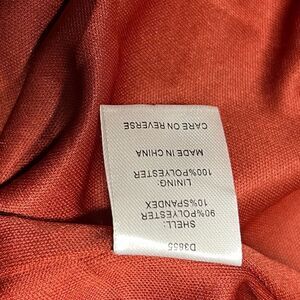 D3855
SHELL:
90%POLYESTER
10%SPANDEX
LINING:
100%POLYESTER
MADE IN CHINA
CARE ON REVERSE